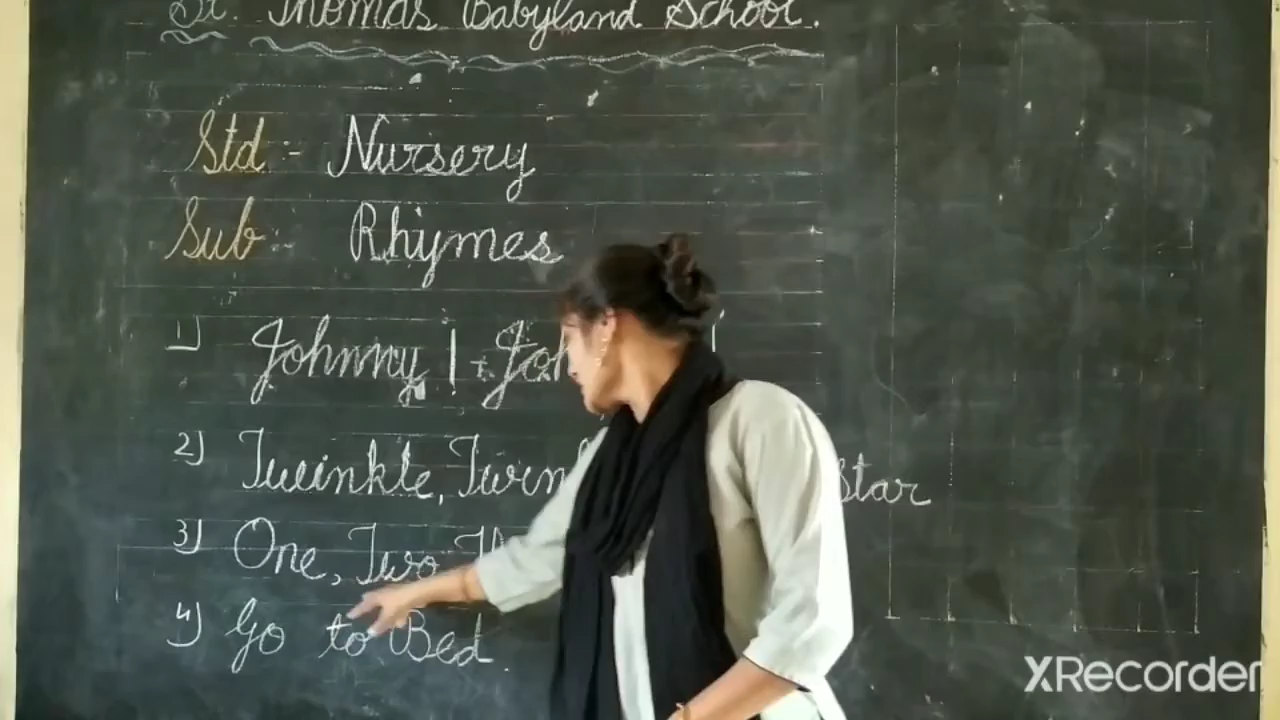 St. Thomas Babyland School.
Std - Nursery
Sub - Rhymes
1) Johnny ! Joh
2) Twinkle, Twin Star
3) One, Two
4) Go to Bed.
XRecorder